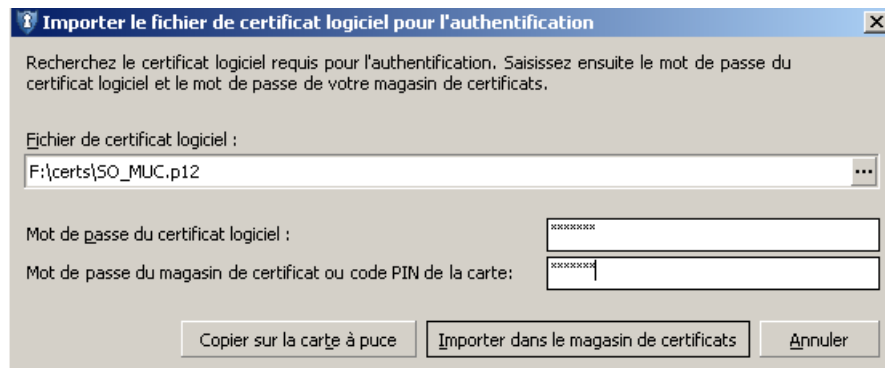 Importer le fichier de certificat logiciel pour l'authentification
Recherchez le certificat logiciel requis pour l'authentification. Saisissez ensuite le mot de passe du
certificat logiciel et le mot de passe de votre magasin de certificats.
Fichier de certificat logiciel :
F:\certs\SO_MUC.p12
...
Mot de passe du certificat logiciel :
*******
Mot de passe du magasin de certificat ou code PIN de la carte:
*******
Copier sur la carte à puce
Importer dans le magasin de certificats
Annuler